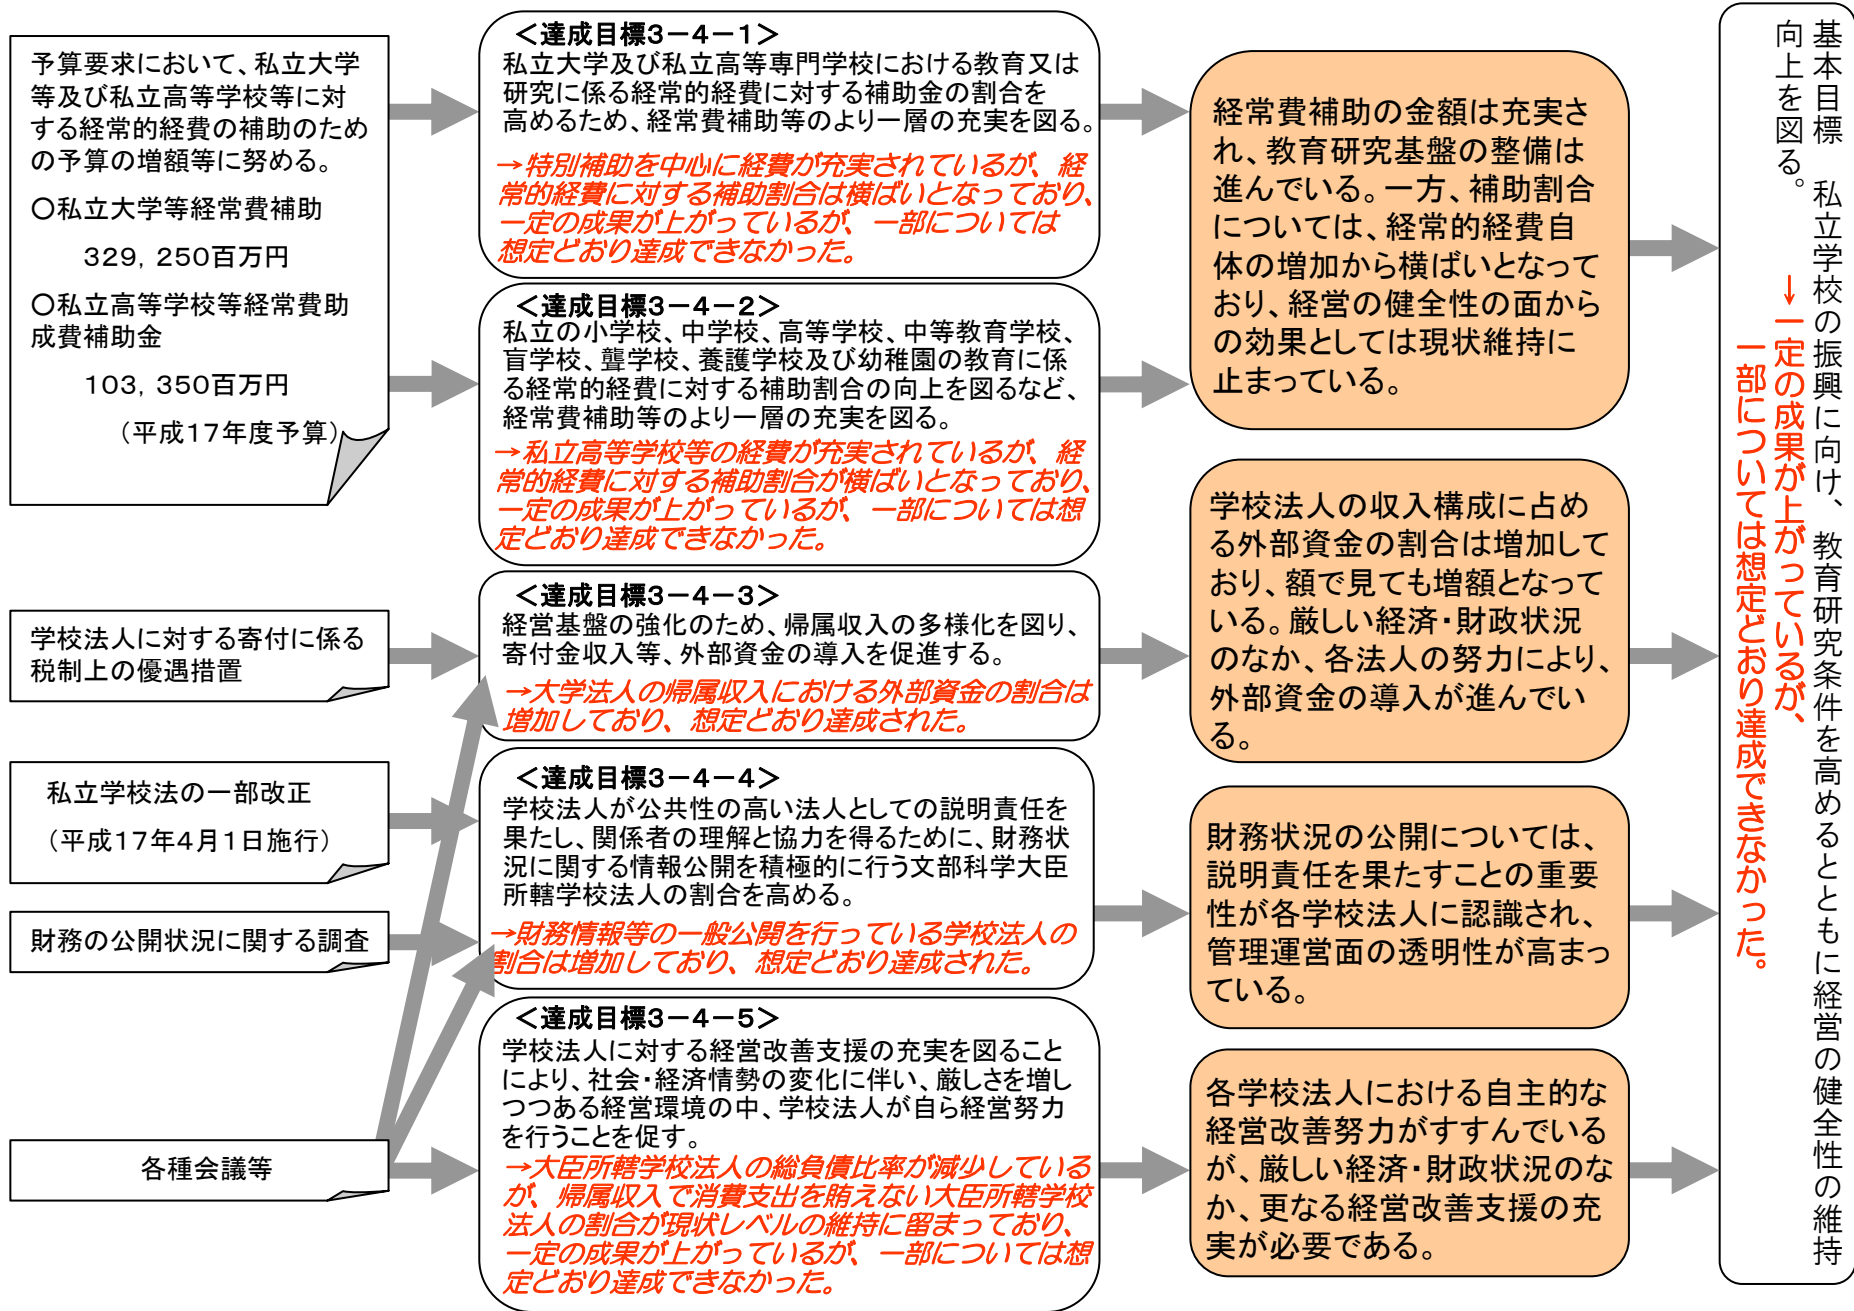 予算要求において、私立大学
等及び私立高等学校等に対
する経常的経費の補助のため
の予算の増額等に努める。
○私立大学等経常費補助
329,250百万円
○私立高等学校等経常費助
成費補助金
103,350百万円
(平成17年度予算)
学校法人に対する寄付に係る
税制上の優遇措置
私立学校法の一部改正
(平成17年4月1日施行)
財務の公開状況に関する調査
各種会議等
<達成目標3-4-1>
私立大学及び私立高等専門学校における教育又は
研究に係る経常的経費に対する補助金の割合を
高めるため、経常費補助等のより一層の充実を図る。
→特別補助を中心に経費が充実されているが、経
常的経費に対する補助割合は横ばいとなっており、
一定の成果が上がっているが、一部については
想定どおり達成できなかった。
<達成目標3-4-2>
私立の小学校、中学校、高等学校、中等教育学校、
盲学校、聾学校、養護学校及び幼稚園の教育に係
る経常的経費に対する補助割合の向上を図るなど、
経常費補助等のより一層の充実を図る。
→私立高等学校等の経費が充実されているが、経
常的経費に対する補助割合が横ばいとなっており、
一定の成果が上がっているが、一部については想
定どおり達成できなかった。
<達成目標3-4-3>
経営基盤の強化のため、帰属収入の多様化を図り、
寄付金収入等、外部資金の導入を促進する。
→大学法人の帰属収入における外部資金の割合は
増加しており、想定どおり達成された。
<達成目標3-4-4>
学校法人が公共性の高い法人としての説明責任を
果たし、関係者の理解と協力を得るために、財務状
況に関する情報公開を積極的に行う文部科学大臣
所轄学校法人の割合を高める。
→財務情報等の一般公開を行っている学校法人の
割合は増加しており、想定どおり達成された。
<達成目標3-4-5>
学校法人に対する経営改善支援の充実を図ること
により、社会・経済情勢の変化に伴い、厳しさを増し
つつある経営環境の中、学校法人が自ら経営努力
を行うことを促す。
→大臣所轄学校法人の総負債比率が減少している
が、帰属収入で消費支出を賄えない大臣所轄学校
法人の割合が現状レベルの維持に留まっており、
一定の成果が上がっているが、一部については想
定どおり達成できなかった。
経常費補助の金額は充実さ
れ、教育研究基盤の整備は
進んでいる。一方、補助割合
については、経常的経費自
体の増加から横ばいとなって
おり、経営の健全性の面から
の効果としては現状維持に
止まっている。
学校法人の収入構成に占め
る外部資金の割合は増加して
おり、額で見ても増額となって
いる。厳しい経済・財政状況
のなか、各法人の努力により、
外部資金の導入が進んでい
る。
財務状況の公開については、
説明責任を果たすことの重要
性が各学校法人に認識され、
管理運営面の透明性が高まっ
ている。
各学校法人における自主的な
経営改善努力がすすんでいる
が、厳しい経済・財政状況のな
か、更なる経営改善支援の充
実が必要である。
基本目標 私立学校の振興に向け、教育研究条件を高めるとともに経営の健全性の維持
向上を図る。
→一定の成果が上がっているが、
一部については想定どおり達成できなかった。